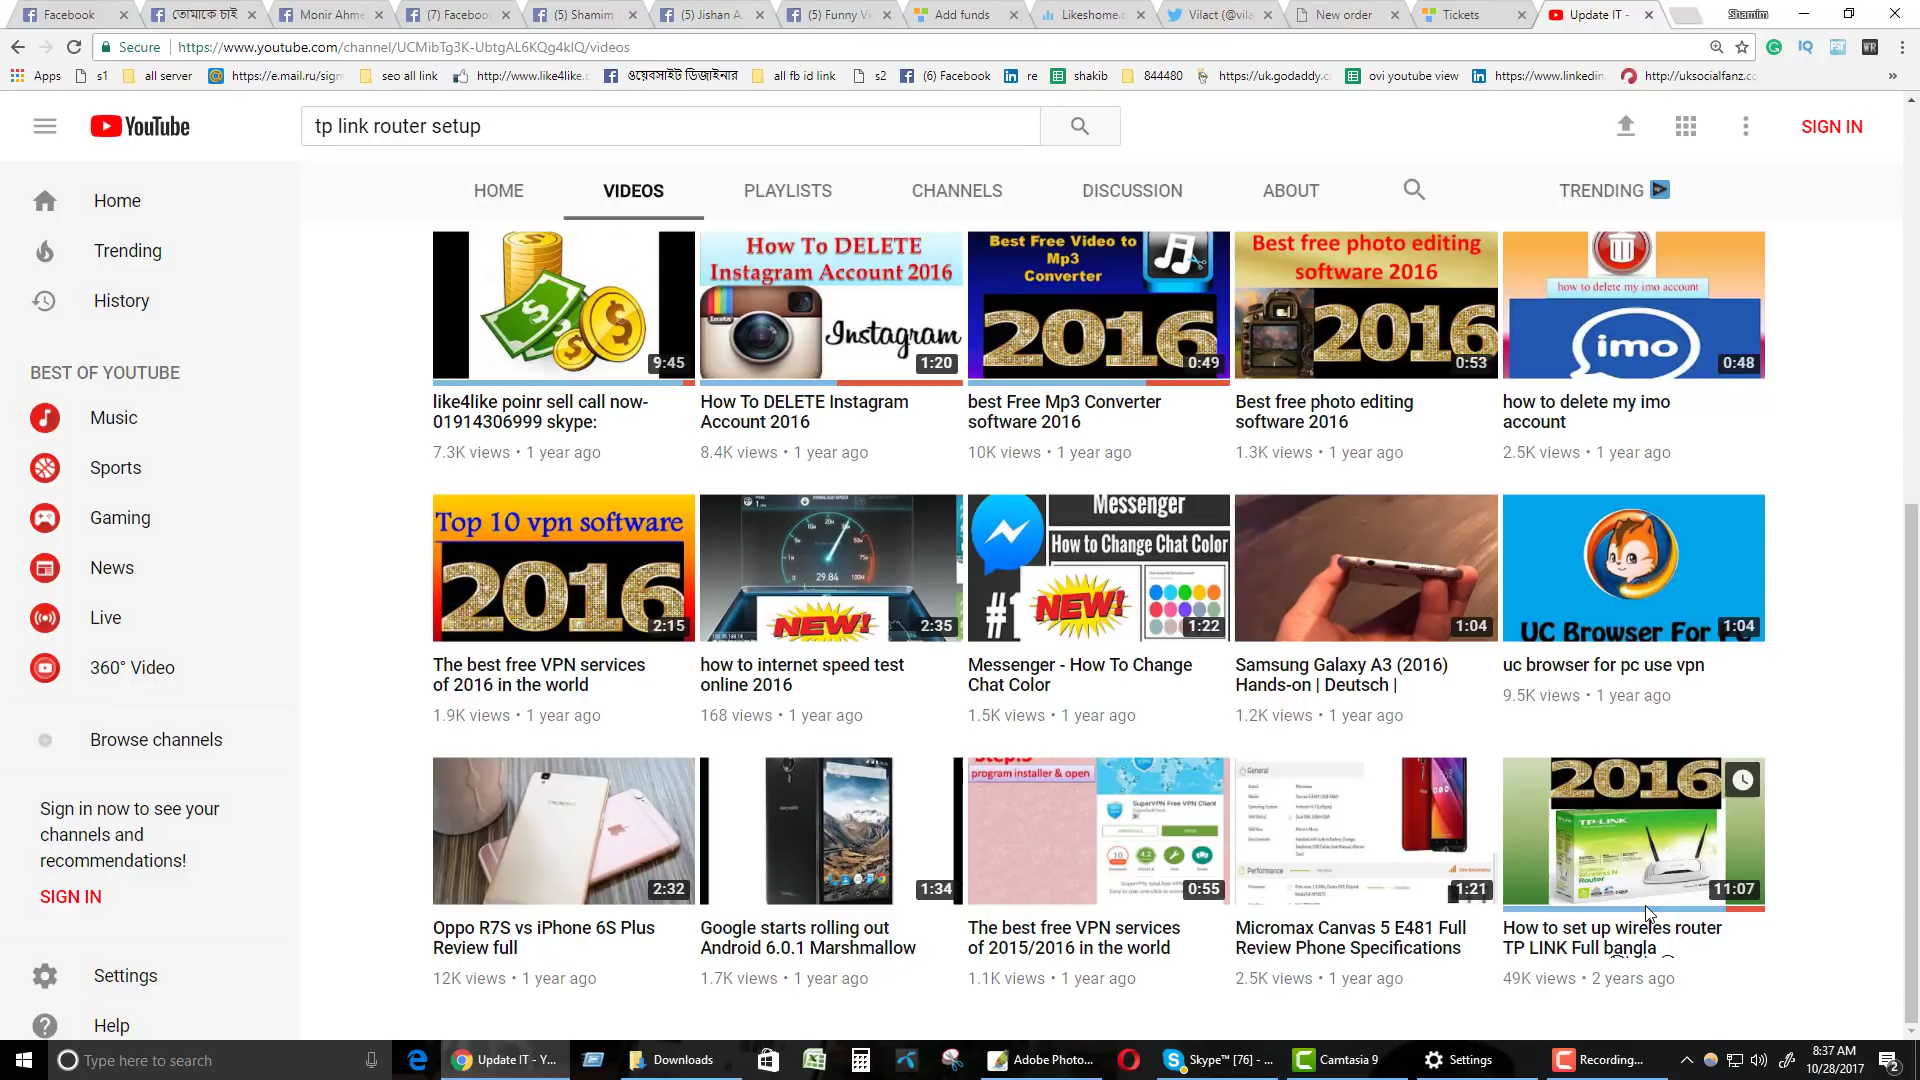 Facebook
তোমাকে চাই
Monir Ahme
(7) Facebook
(5) Shamim
(5) Jishan A
(5) Funny Vi
Add funds
Likeshome.c
Vilact (@vila
New order
Tickets
Update IT -
Shamim
Secure
https://www.youtube.com/channel/UCMibTg3K-UbtgAL6KQg4kIQ/videos
Apps
s1
all server
https://e.mail.ru/sign
seo all link
http://www.like4like.c
ওয়েবসাইট ডিজাইনার
all fb id link
s2
(6) Facebook
re
shakib
844480
https://uk.godaddy.c
ovi youtube view
https://www.linkedin.
http://uksocialfanz.c
YouTube
tp link router setup
SIGN IN
HOME
VIDEOS
PLAYLISTS
CHANNELS
DISCUSSION
ABOUT
TRENDING
Home
Trending
History
BEST OF YOUTUBE
Music
Sports
Gaming
News
Live
360° Video
Browse channels
Sign in now to see your
channels and
recommendations!
SIGN IN
Settings
Help
9:45
How To DELETE
Instagram Account 2016
Instagram
1:20
Best Free Video to
Mp3
Converter
2016
0:49
Best free photo editing
software 2016
2016
0:53
how to delete my imo account
imo
0:48
like4like poinr sell call now-
01914306999 skype:
7.3K views • 1 year ago
How To DELETE Instagram
Account 2016
8.4K views • 1 year ago
best Free Mp3 Converter
software 2016
10K views • 1 year ago
Best free photo editing
software 2016
1.3K views • 1 year ago
how to delete my imo
account
2.5K views • 1 year ago
Top 10 vpn software
2016
2:15
29.84
NEW!
2:35
Messenger
How to Change Chat Color
#1
NEW!
1:22
1:04
UC Browser For PC
1:04
The best free VPN services
of 2016 in the world
1.9K views • 1 year ago
how to internet speed test
online 2016
168 views • 1 year ago
Messenger - How To Change
Chat Color
1.5K views • 1 year ago
Samsung Galaxy A3 (2016)
Hands-on | Deutsch |
1.2K views • 1 year ago
uc browser for pc use vpn
9.5K views • 1 year ago
2:32
1:34
program installer & open
SuperVPN Free VPN Client
0:55
General
Performance
1:21
2016
TP-LINK
Wireless N
Router
11:07
Oppo R7S vs iPhone 6S Plus
Review full
12K views • 1 year ago
Google starts rolling out
Android 6.0.1 Marshmallow
1.7K views • 1 year ago
The best free VPN services
of 2015/2016 in the world
1.1K views • 1 year ago
Micromax Canvas 5 E481 Full
Review Phone Specifications
2.5K views • 1 year ago
How to set up wireles router
TP LINK Full bangla
49K views • 2 years ago
Type here to search
Update IT - Y...
Downloads
Adobe Photo...
Skype™ [76] - ...
Camtasia 9
Settings
Recording...
8:37 AM
10/28/2017
2